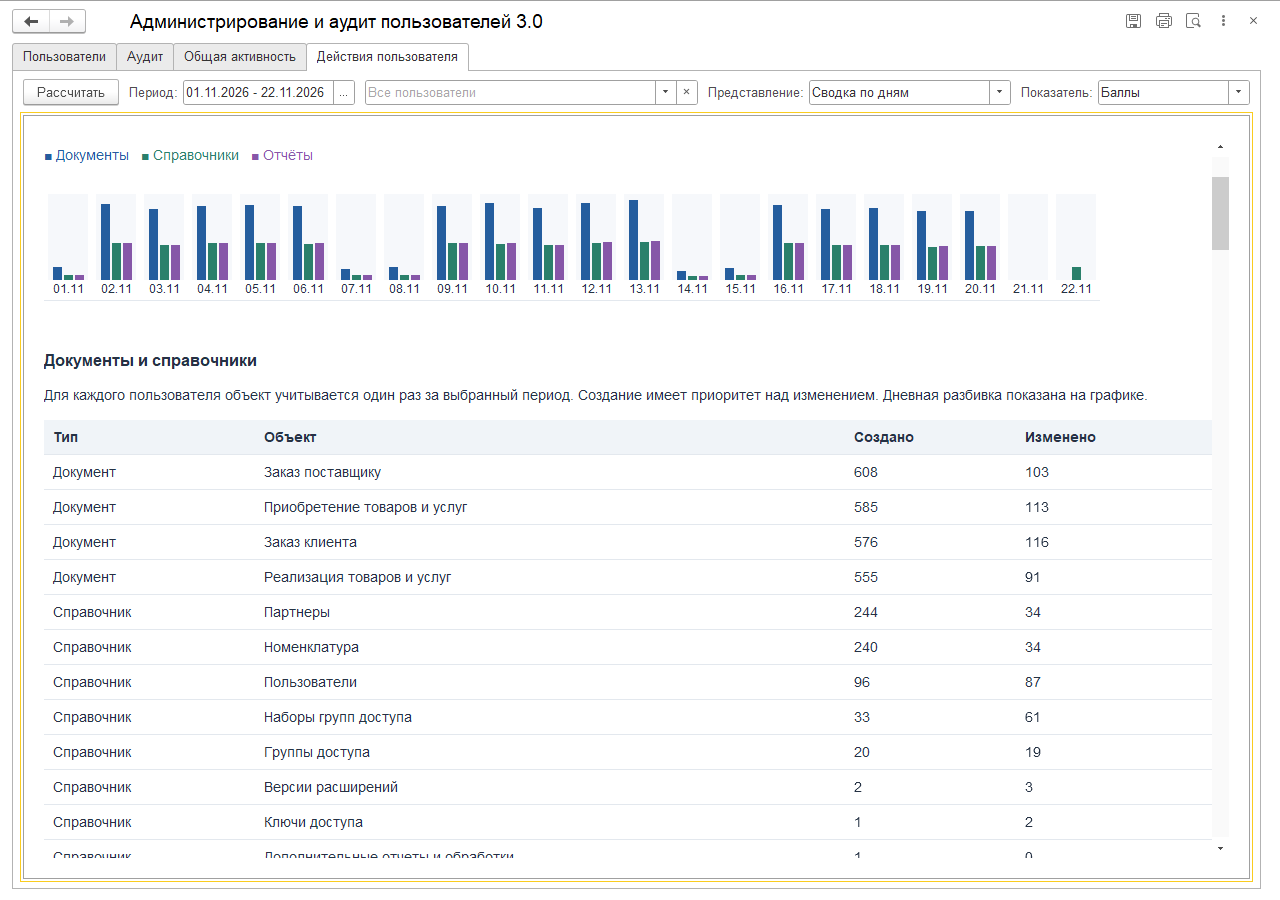 Администрирование и аудит пользователей 3.0
Пользователи Аудит Общая активность Действия пользователя
Рассчитать Период: 01.11.2026 - 22.11.2026 ... Все пользователи × Представление: Сводка по дням Показатель: Баллы
Документы Справочники Отчёты
01.11 02.11 03.11 04.11 05.11 06.11 07.11 08.11 09.11 10.11 11.11 12.11 13.11 14.11 15.11 16.11 17.11 18.11 19.11 20.11 21.11 22.11
Документы и справочники
Для каждого пользователя объект учитывается один раз за выбранный период. Создание имеет приоритет над изменением. Дневная разбивка показана на графике.
Тип Объект Создано Изменено
Документ Заказ поставщику 608 103
Документ Приобретение товаров и услуг 585 113
Документ Заказ клиента 576 116
Документ Реализация товаров и услуг 555 91
Справочник Партнеры 244 34
Справочник Номенклатура 240 34
Справочник Пользователи 96 87
Справочник Наборы групп доступа 33 61
Справочник Группы доступа 20 19
Справочник Версии расширений 2 3
Справочник Ключи доступа 1 2
Справочник Дополнительные отчеты и обработки 1 0